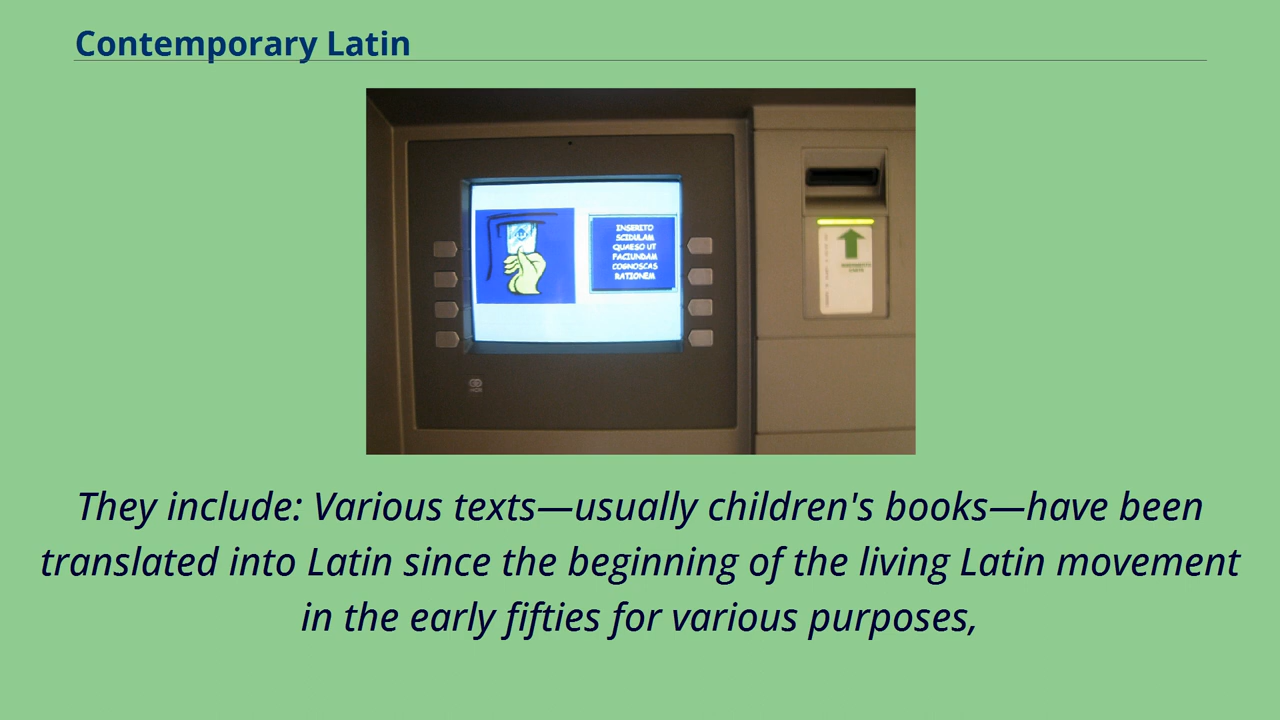 Contemporary Latin
INSERITO
SCIDULAM
QUAESO UT
FACIUNDAM
COGNOSCAS
RATIONEM
They include: Various texts—usually children's books—have been
translated into Latin since the beginning of the living Latin movement
in the early fifties for various purposes,